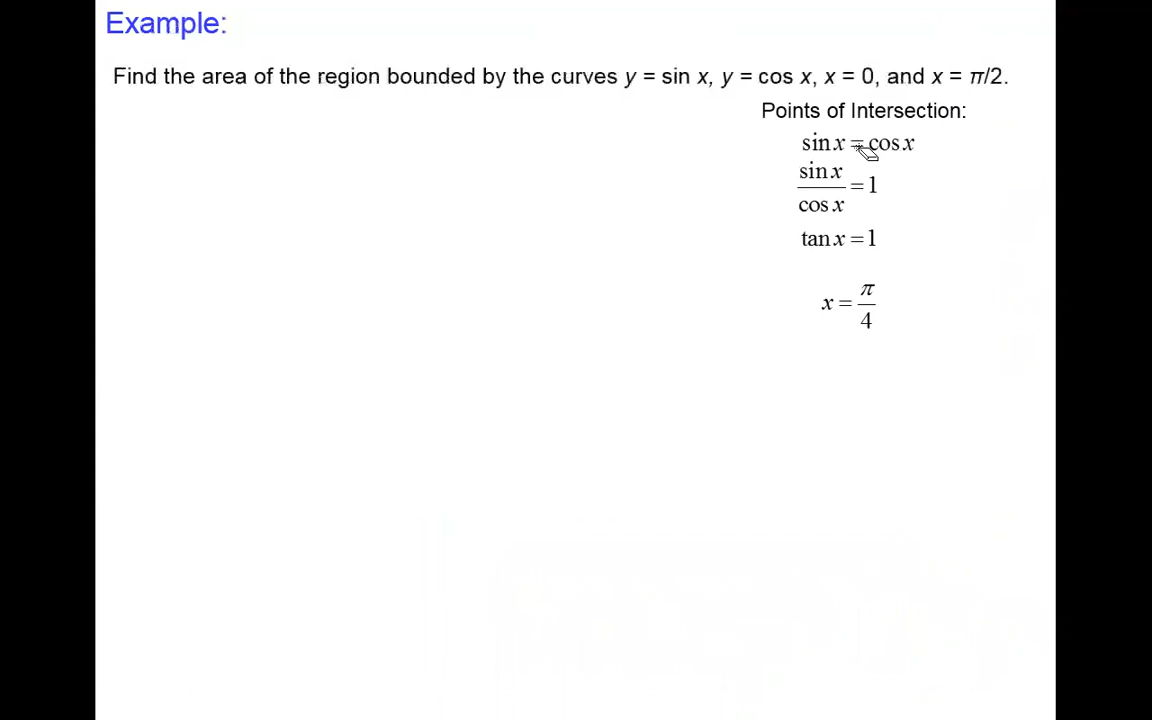 Example:
Find the area of the region bounded by the curves y = sin x, y = cos x, x = 0, and x = π/2.
Points of Intersection:
sin x = cos x
sin x / cos x = 1
tan x = 1
x = π / 4